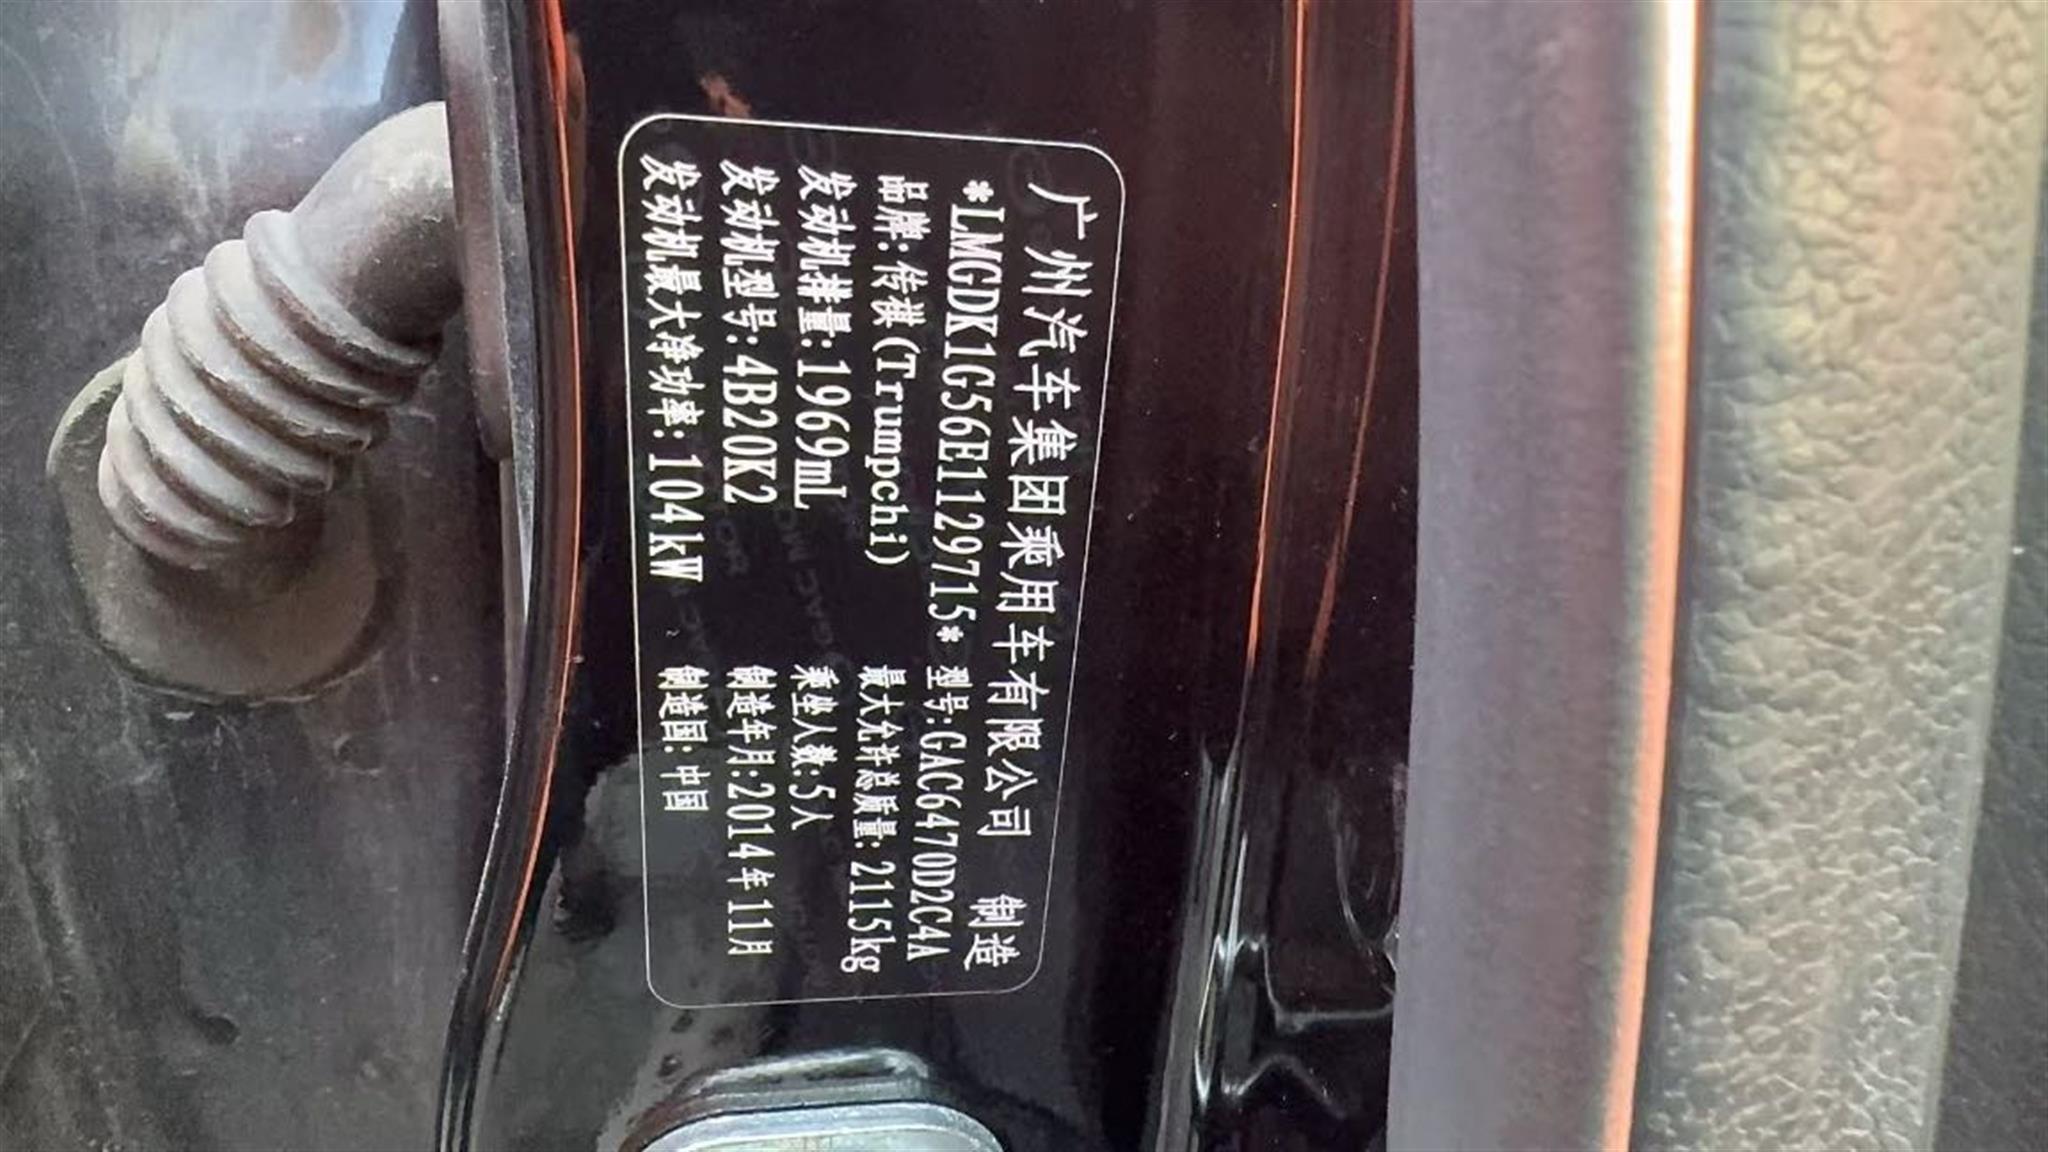 广州汽车集团乘用车有限公司 制造
*LMGDK1G56E1129715* 型号:GAC6470D2C4A
品牌:传祺(Trumpchi) 最大允许总质量:2115kg
发动机排量:1969mL 乘坐人数:5人
发动机型号:4B20K2 制造年月:2014年11月
发动机最大净功率:104kW 制造国:中国